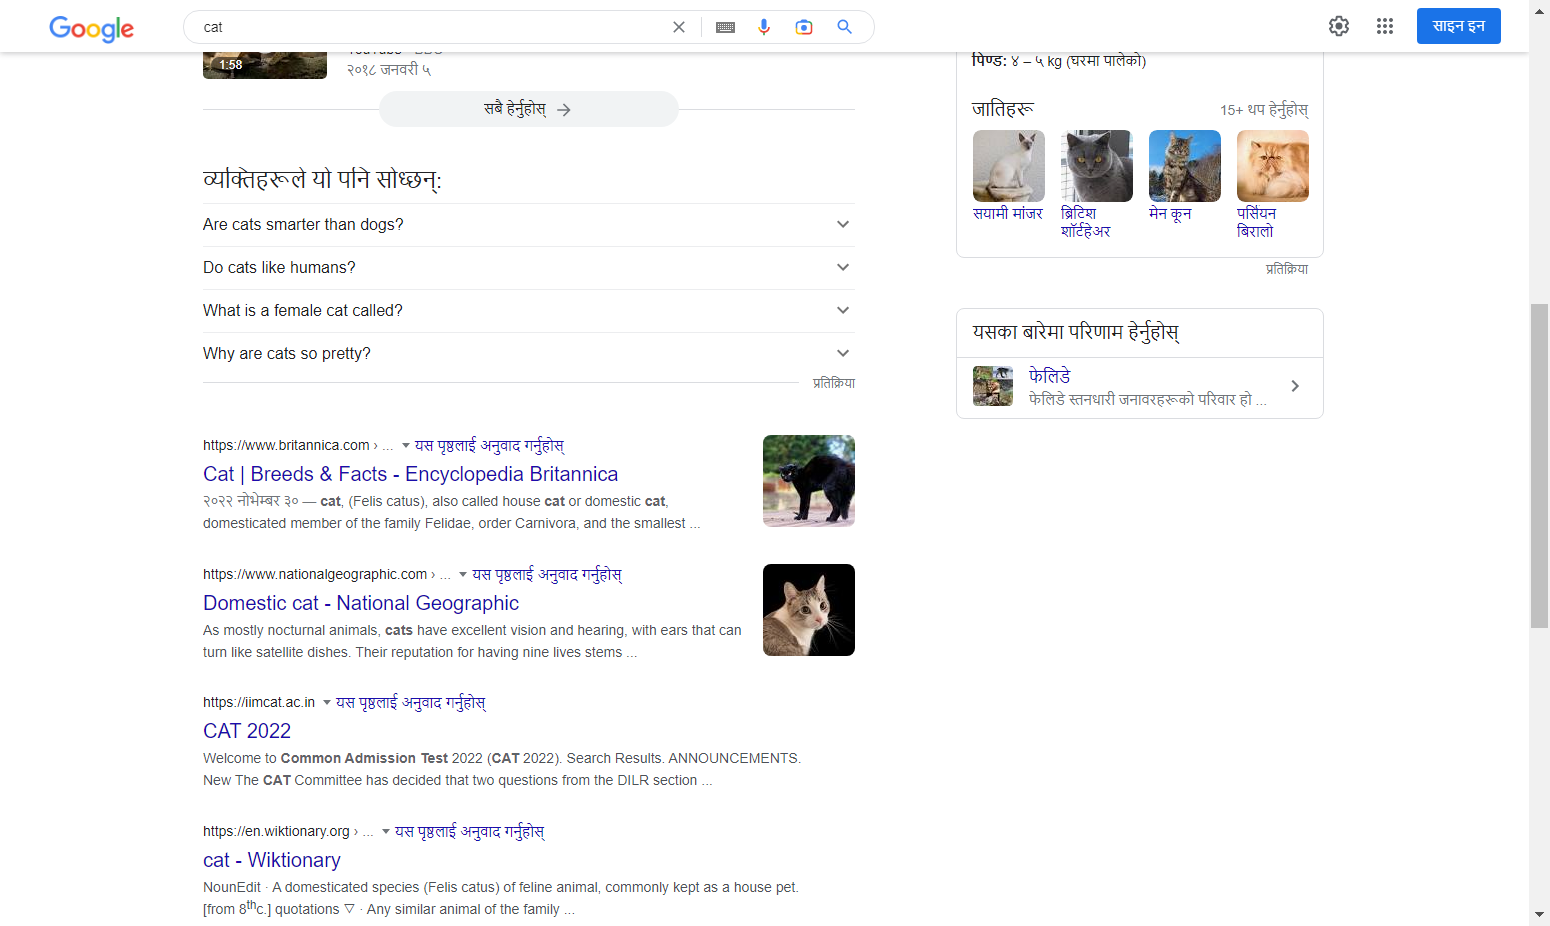 Google
cat
साइन इन
1:58
२०१८ जनवरी ५
सबै हेर्नुहोस्
व्यक्तिहरूले यो पनि सोध्छन्:
Are cats smarter than dogs?
Do cats like humans?
What is a female cat called?
Why are cats so pretty?
प्रतिक्रिया
https://www.britannica.com › ... यस पृष्ठलाई अनुवाद गर्नुहोस्
Cat | Breeds & Facts - Encyclopedia Britannica
२०२२ नोभेम्बर ३० — cat, (Felis catus), also called house cat or domestic cat,
domesticated member of the family Felidae, order Carnivora, and the smallest ...
https://www.nationalgeographic.com › ... यस पृष्ठलाई अनुवाद गर्नुहोस्
Domestic cat - National Geographic
As mostly nocturnal animals, cats have excellent vision and hearing, with ears that can
turn like satellite dishes. Their reputation for having nine lives stems ...
https://iimcat.ac.in यस पृष्ठलाई अनुवाद गर्नुहोस्
CAT 2022
Welcome to Common Admission Test 2022 (CAT 2022). Search Results. ANNOUNCEMENTS.
New The CAT Committee has decided that two questions from the DILR section ...
https://en.wiktionary.org › ... यस पृष्ठलाई अनुवाद गर्नुहोस्
cat - Wiktionary
NounEdit · A domesticated species (Felis catus) of feline animal, commonly kept as a house pet.
[from 8thc.] quotations ▽ · Any similar animal of the family ...
पिण्ड: ४ – ५ kg (घरमा पालेको)
जातिहरू
15+ थप हेर्नुहोस्
सयामी मांजर
ब्रिटिश
शॉर्टहेअर
मेन कून
पर्सियन
बिरालो
प्रतिक्रिया
यसका बारेमा परिणाम हेर्नुहोस्
फेलिडे
फेलिडे स्तनधारी जनावरहरूको परिवार हो ...